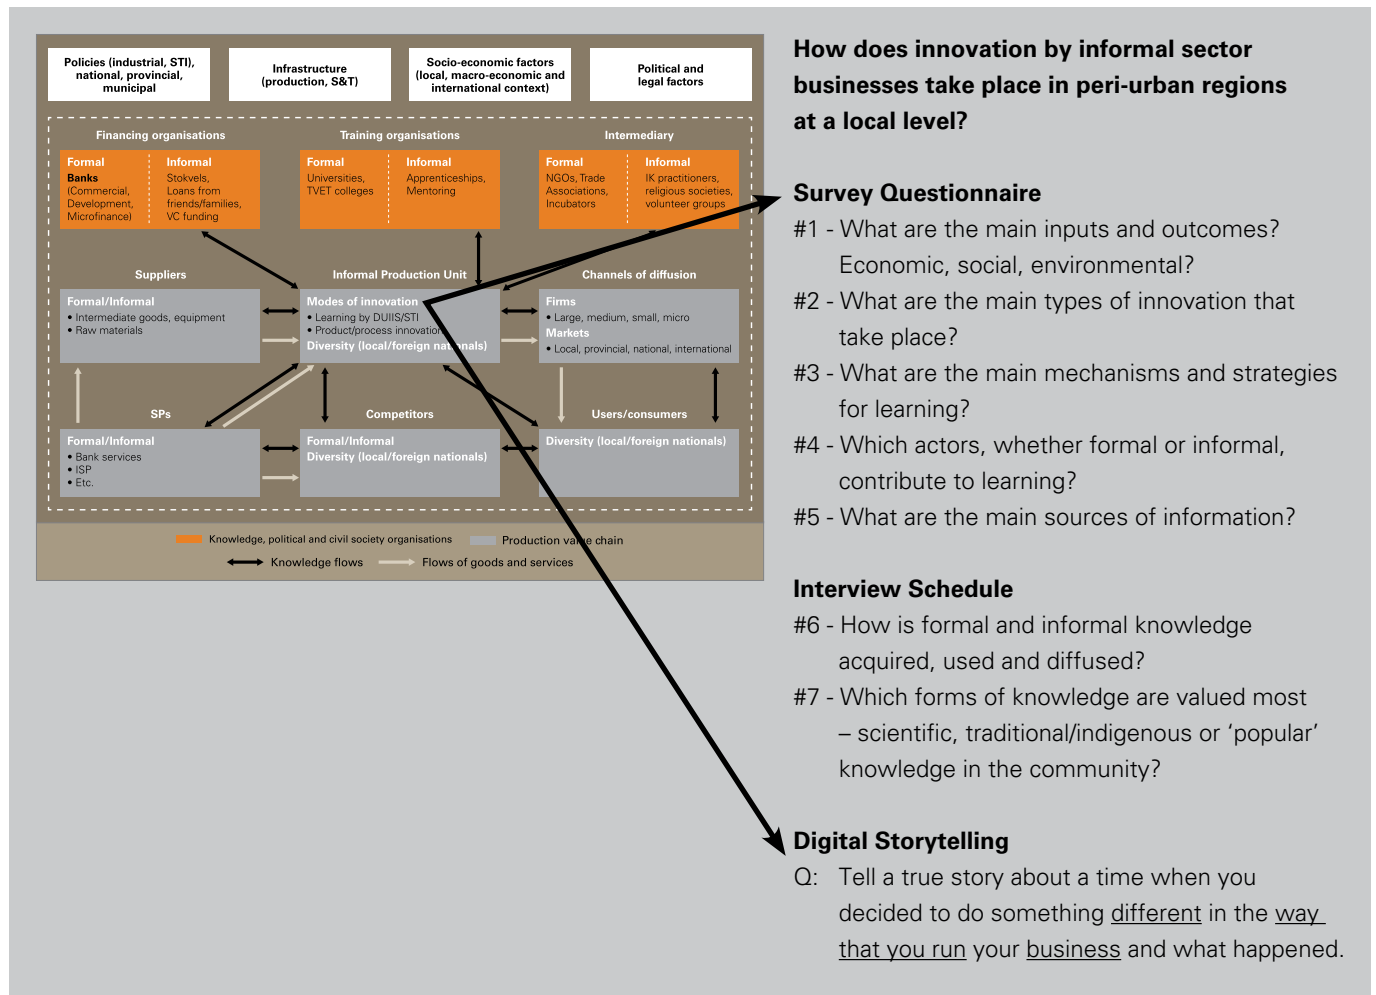 Policies (industrial, STI),
national, provincial,
municipal
Infrastructure
(production, S&T)
Socio-economic factors
(local, macro-economic and
international context)
Political and
legal factors
Financing organisations
Formal
Banks
(Commercial,
Development,
Microfinance)
Informal
Stokvels,
Loans from
friends/families,
VC funding
Training organisations
Formal
Universities,
TVET colleges
Informal
Apprenticeships,
Mentoring
Intermediary
Formal
NGOs, Trade
Associations,
Incubators
Informal
IK practitioners,
religious societies,
volunteer groups
Suppliers
Formal/Informal
• Intermediate goods, equipment
• Raw materials
Informal Production Unit
Modes of innovation
• Learning by DUIIS/STI
• Product/process innovation
Diversity (local/foreign nationals)
Channels of diffusion
Firms
• Large, medium, small, micro
Markets
• Local, provincial, national, international
SPs
Formal/Informal
• Bank services
• ISP
• Etc.
Competitors
Formal/Informal
Diversity (local/foreign nationals)
Users/consumers
Diversity (local/foreign nationals)
Knowledge, political and civil society organisations
Production value chain
Knowledge flows
Flows of goods and services
How does innovation by informal sector
businesses take place in peri-urban regions
at a local level?
Survey Questionnaire
#1 - What are the main inputs and outcomes?
Economic, social, environmental?
#2 - What are the main types of innovation that
take place?
#3 - What are the main mechanisms and strategies
for learning?
#4 - Which actors, whether formal or informal,
contribute to learning?
#5 - What are the main sources of information?
Interview Schedule
#6 - How is formal and informal knowledge
acquired, used and diffused?
#7 - Which forms of knowledge are valued most
– scientific, traditional/indigenous or ‘popular’
knowledge in the community?
Digital Storytelling
Q: Tell a true story about a time when you
decided to do something different in the way
that you run your business and what happened.